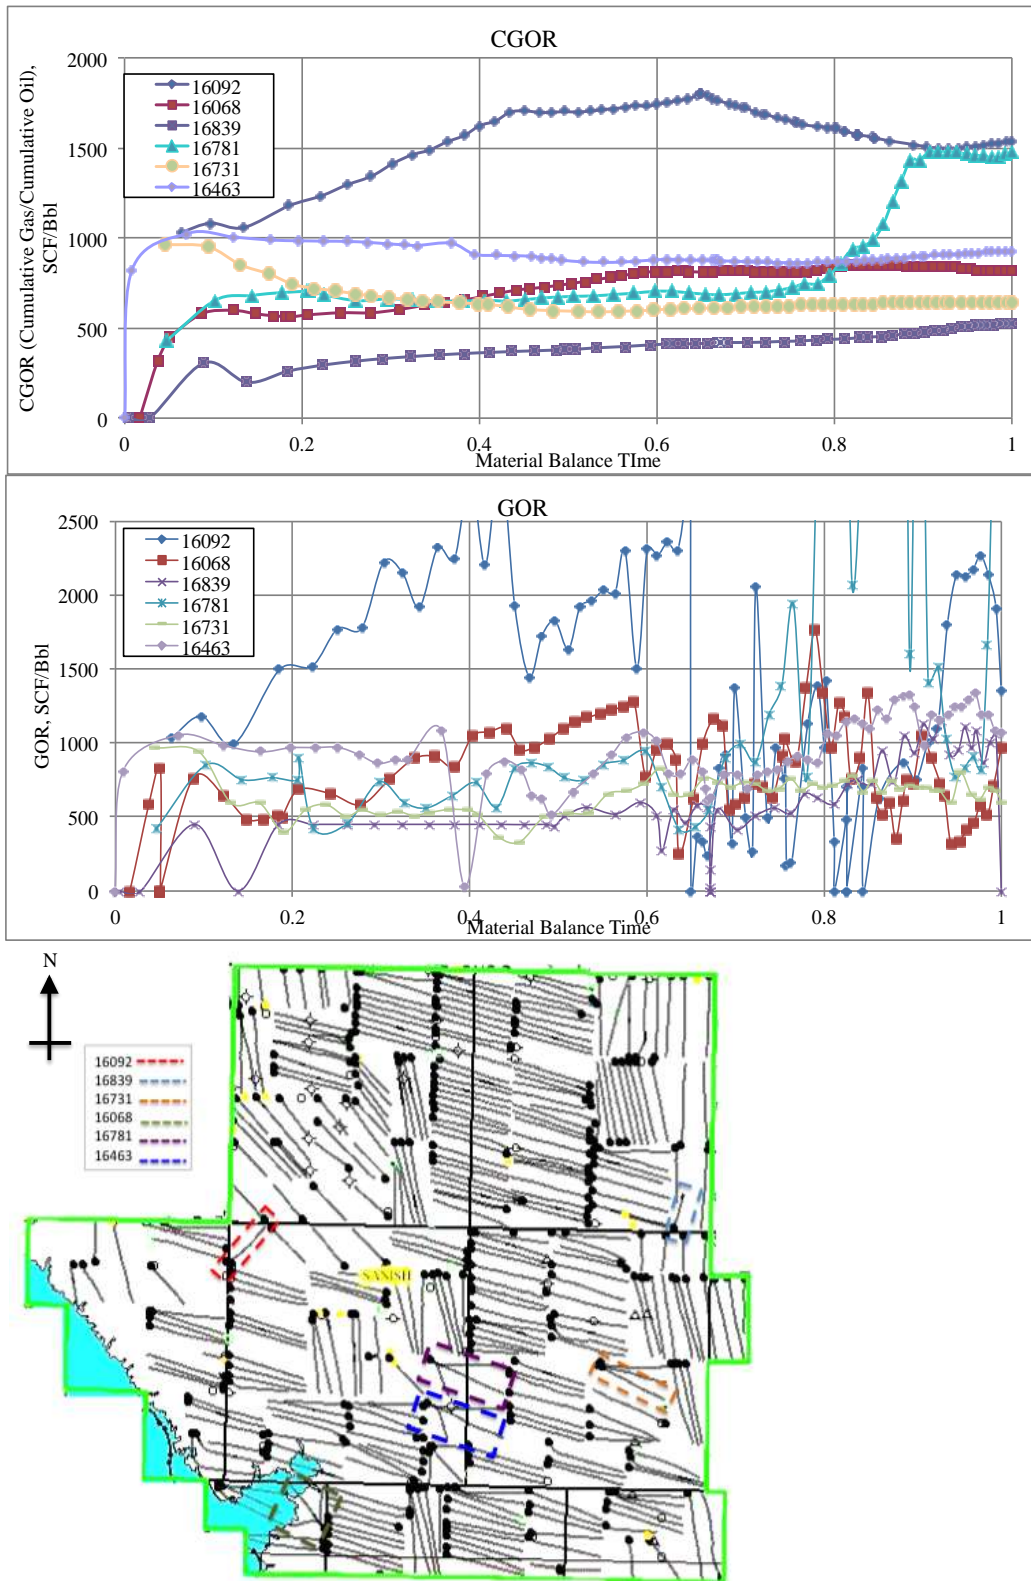 CGOR
CGOR (Cumulative Gas/Cumulative Oil),
SCF/Bbl
2000
1500
1000
500
0
16092
16068
16839
16781
16731
16463
0 0.2 0.4 0.6 0.8 1
Material Balance TIme
GOR
GOR, SCF/Bbl
2500
2000
1500
1000
500
0
16092
16068
16839
16781
16731
16463
0 0.2 0.4 0.6 0.8 1
Material Balance Time
N
16092
16839
16731
16068
16781
16463
SANISH